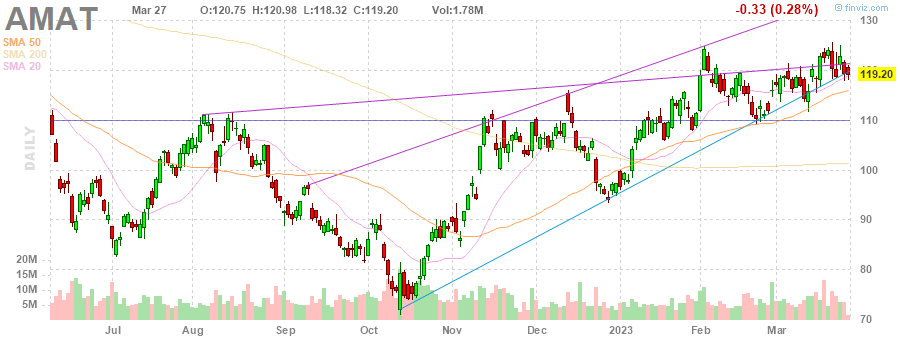 AMAT
Mar 27 O:120.75 H:120.98 L:118.32 C:119.20 Vol:1.78M -0.33 (0.28%)
© finviz.com
SMA 50
SMA 200
SMA 20
DAILY
130
120
119.20
110
100
90
80
70
20M
15M
10M
5M
Jul Aug Sep Oct Nov Dec 2023 Feb Mar